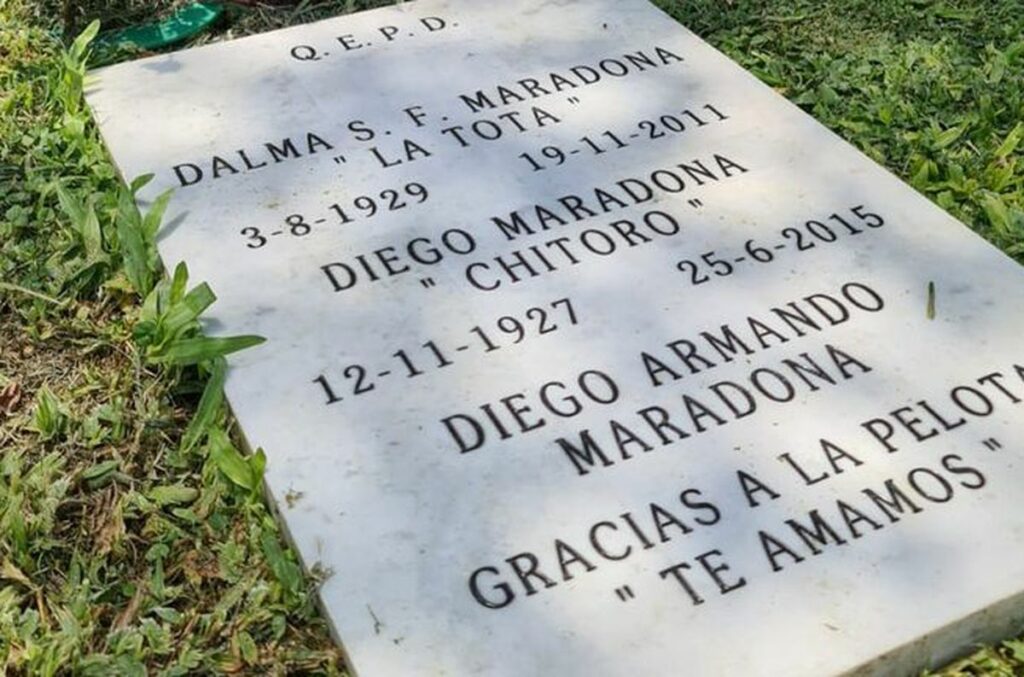 Q. E. P. D.
DALMA S. F. MARADONA
" LA TOTA "
3-8-1929 19-11-2011
DIEGO MARADONA
" CHITORO "
12-11-1927 25-6-2015
DIEGO ARMANDO
MARADONA
GRACIAS A LA PELOTA
" TE AMAMOS "